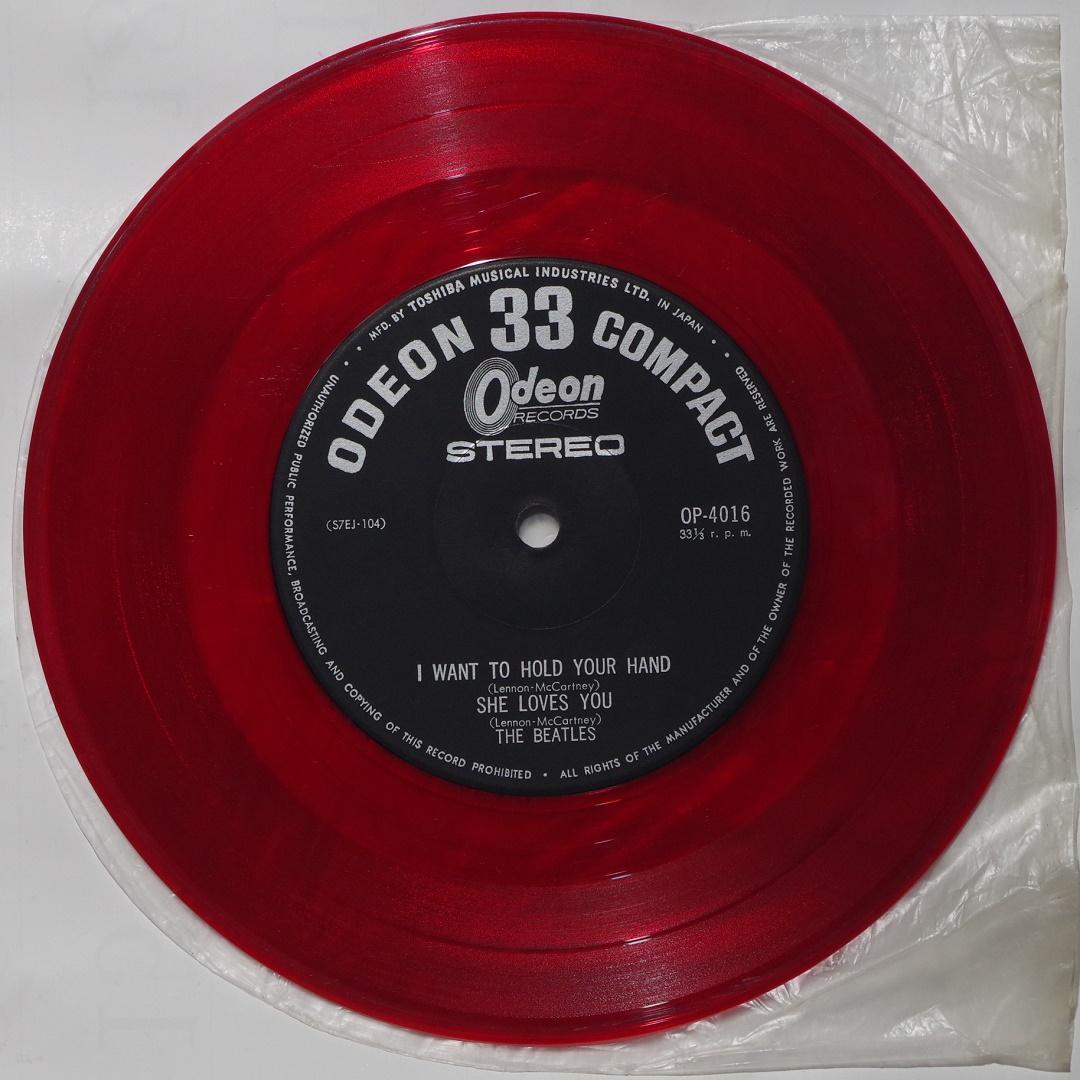 • • MFD. BY TOSHIBA MUSICAL INDUSTRIES LTD. IN JAPAN • •
ODEON 33 COMPACT
Odeon
RECORDS
STEREO
(S7EJ-104)
OP-4016
33⅓ r. p. m.
I WANT TO HOLD YOUR HAND
(Lennon-McCartney)
SHE LOVES YOU
(Lennon-McCartney)
THE BEATLES
UNAUTHORIZED PUBLIC PERFORMANCE, BROADCASTING AND COPYING OF THIS RECORD PROHIBITED • ALL RIGHTS OF THE MANUFACTURER AND OF THE OWNER OF THE RECORDED WORK ARE RESERVED